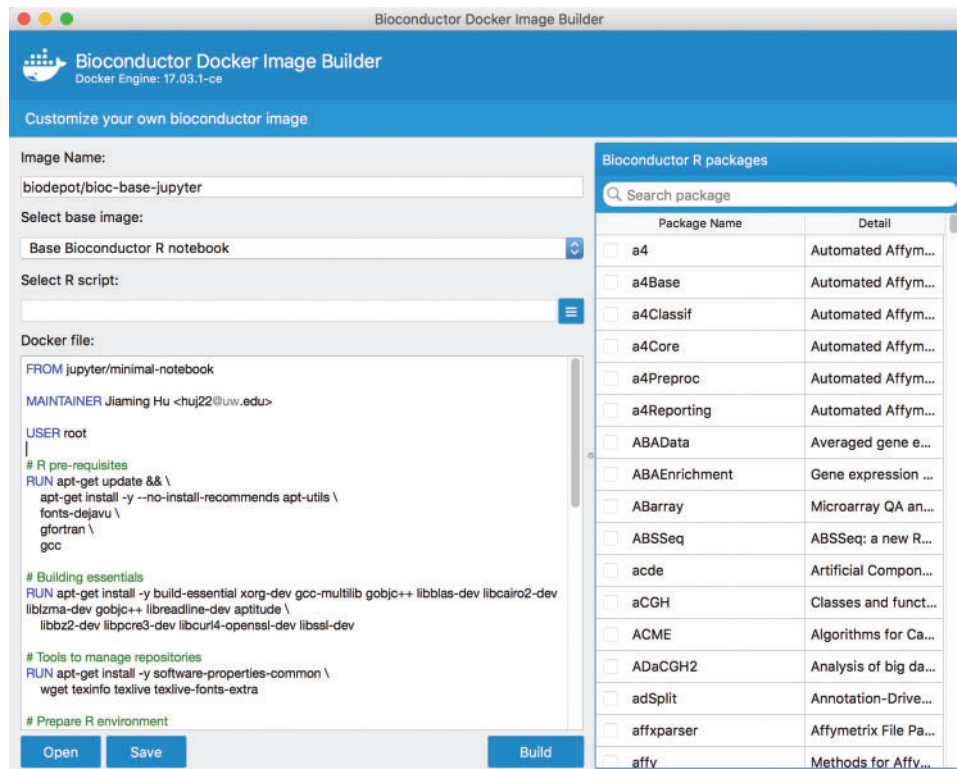 Bioconductor Docker Image Builder
Bioconductor Docker Image Builder
Docker Engine: 17.03.1-ce
Customize your own bioconductor image
Image Name:
biodepot/bioc-base-jupyter
Select base image:
Base Bioconductor R notebook
Select R script:
Docker file:
FROM jupyter/minimal-notebook
MAINTAINER Jiaming Hu <huj22@uw.edu>
USER root
# R pre-requisites
RUN apt-get update && \
apt-get install -y --no-install-recommends apt-utils \
fonts-dejavu \
gfortran \
gcc
# Building essentials
RUN apt-get install -y build-essential xorg-dev gcc-multilib gobjc++ libblas-dev libcairo2-dev
liblzma-dev gobjc++ libreadline-dev aptitude \
libbz2-dev libpcre3-dev libcurl4-openssl-dev libssl-dev
# Tools to manage repositories
RUN apt-get install -y software-properties-common \
wget texinfo texlive texlive-fonts-extra
# Prepare R environment
Open Save Build
Bioconductor R packages
Search package
Package Name Detail
a4 Automated Affym...
a4Base Automated Affym...
a4Classif Automated Affym...
a4Core Automated Affym...
a4Preproc Automated Affym...
a4Reporting Automated Affym...
ABAData Averaged gene e...
ABAEnrichment Gene expression ...
ABarray Microarray QA an...
ABSSeq ABSSeq: a new R...
acde Artificial Compon...
aCGH Classes and funct...
ACME Algorithms for Ca...
ADaCGH2 Analysis of big da...
adSplit Annotation-Drive...
affxparser Affymetrix File Pa...
affy Methods for Affy...